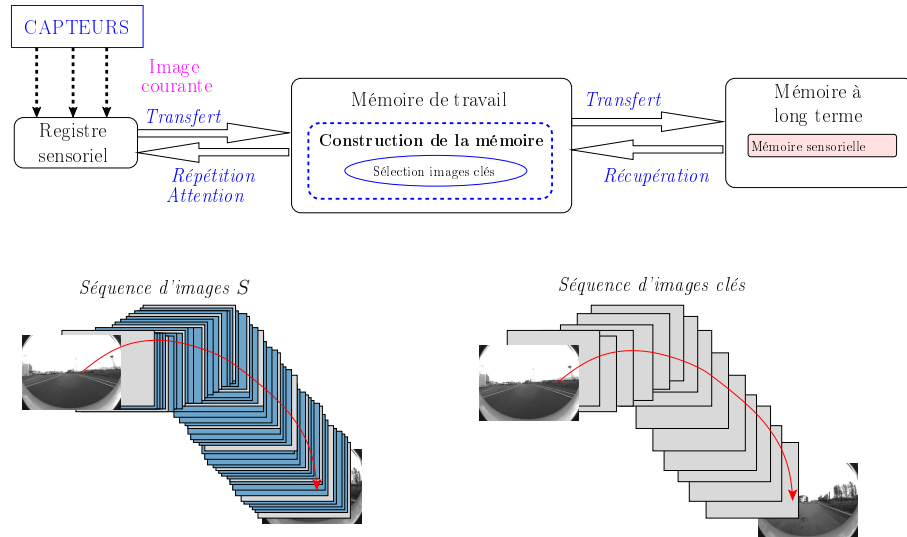 CAPTEURS
Image
courante
Transfert
Registre
sensoriel
Répétition
Attention
Mémoire de travail
Construction de la mémoire
Sélection images clés
Transfert
Récupération
Mémoire à
long terme
Mémoire sensorielle
Séquence d'images S
Séquence d'images clés